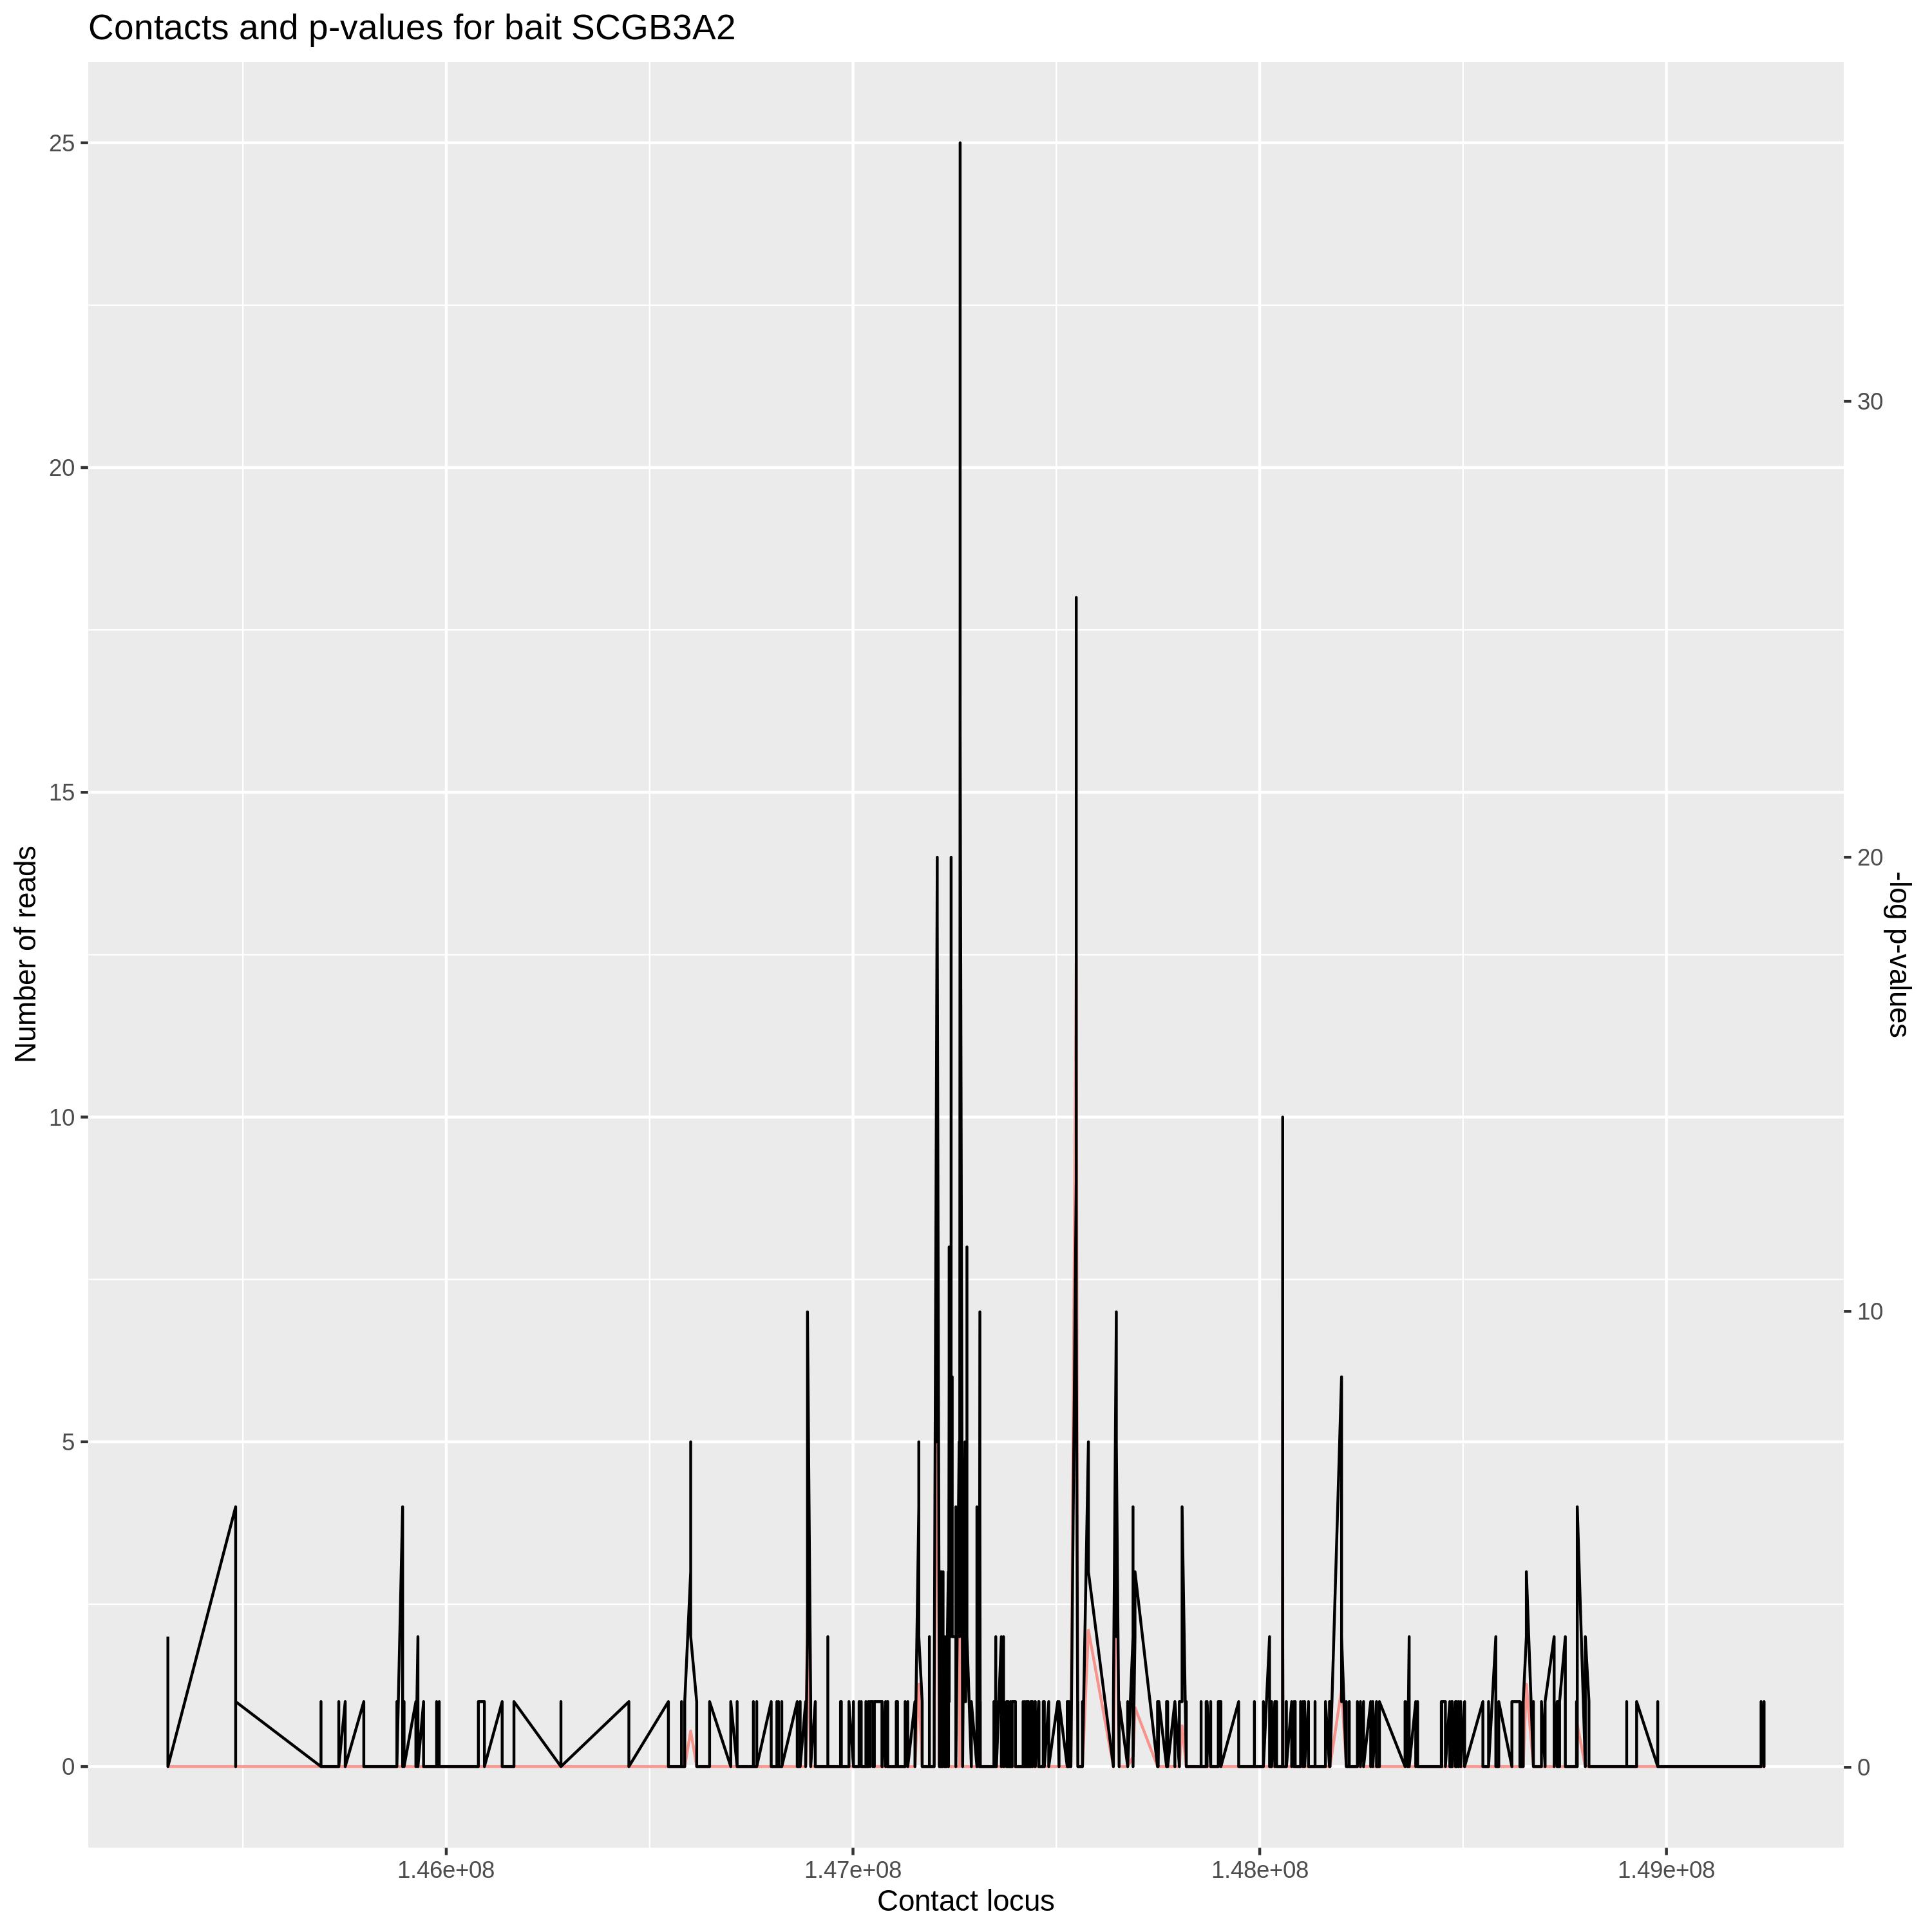 Contacts and p-values for bait SCGB3A2
Number of reads
25
20
15
10
5
0
30
20
10
0
-log p-values
1.46e+08
1.47e+08
1.48e+08
1.49e+08
Contact locus